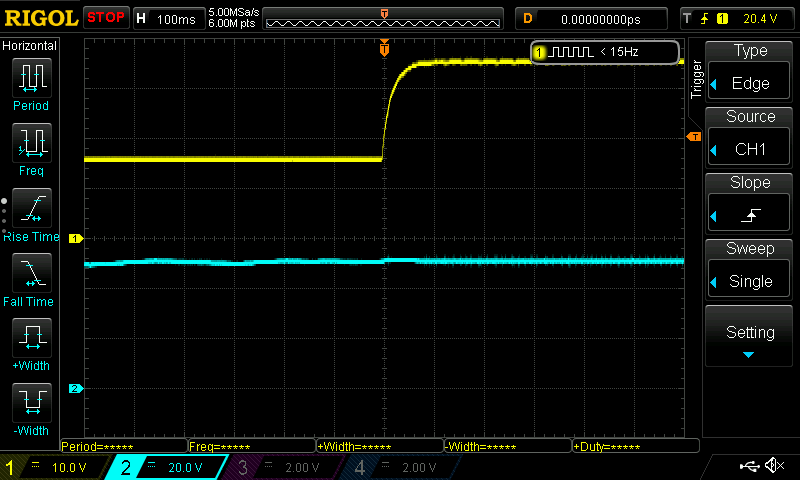 RIGOL STOP H 100ms 5.00MSa/s 6.00M pts T D 0.00000000ps T 1 20.4 V
Horizontal
Period
Freq
Rise Time
Fall Time
+Width
-Width
T
1 < 15Hz
T
1
2
Trigger
Type
Edge
Source
CH1
Slope
Sweep
Single
Setting
Period=***** Freq=***** +Width=***** -Width=***** +Duty=*****
1 10.0 V 2 20.0 V 3 2.00 V 4 2.00 V